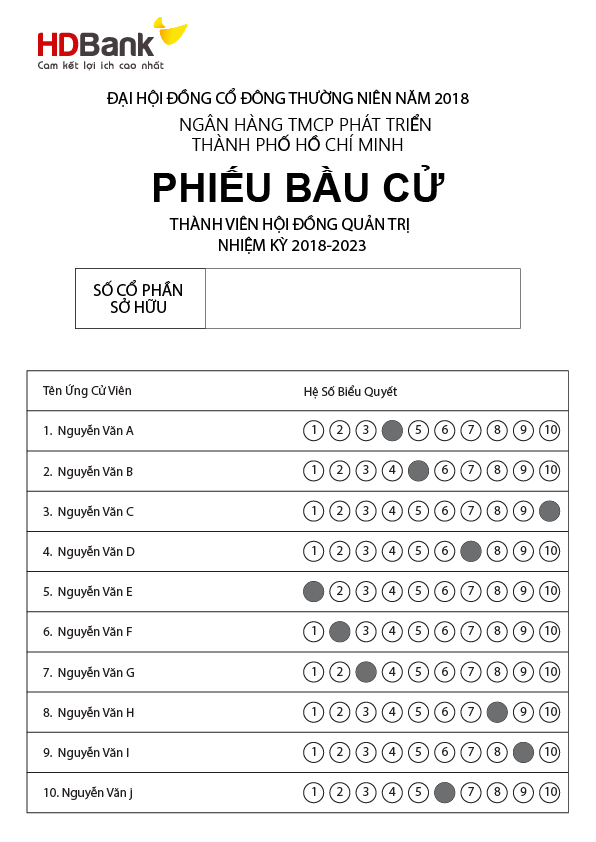 HDBank
Cam kết lợi ích cao nhất
ĐẠI HỘI ĐỒNG CỔ ĐÔNG THƯỜNG NIÊN NĂM 2018
NGÂN HÀNG TMCP PHÁT TRIỂN
THÀNH PHỐ HỒ CHÍ MINH
PHIẾU BẦU CỬ
THÀNH VIÊN HỘI ĐỒNG QUẢN TRỊ
NHIỆM KỲ 2018-2023
SỐ CỔ PHẦN
SỞ HỮU
Tên Ứng Cử Viên Hệ Số Biểu Quyết
1. Nguyễn Văn A 1 2 3 5 6 7 8 9 10
2. Nguyễn Văn B 1 2 3 4 6 7 8 9 10
3. Nguyễn Văn C 1 2 3 4 5 6 7 8 9
4. Nguyễn Văn D 1 2 3 4 5 6 8 9 10
5. Nguyễn Văn E 2 3 4 5 6 7 8 9 10
6. Nguyễn Văn F 1 3 4 5 6 7 8 9 10
7. Nguyễn Văn G 1 2 4 5 6 7 8 9 10
8. Nguyễn Văn H 1 2 3 4 5 6 7 9 10
9. Nguyễn Văn I 1 2 3 4 5 6 7 8 10
10. Nguyễn Văn j 1 2 3 4 5 7 8 9 10